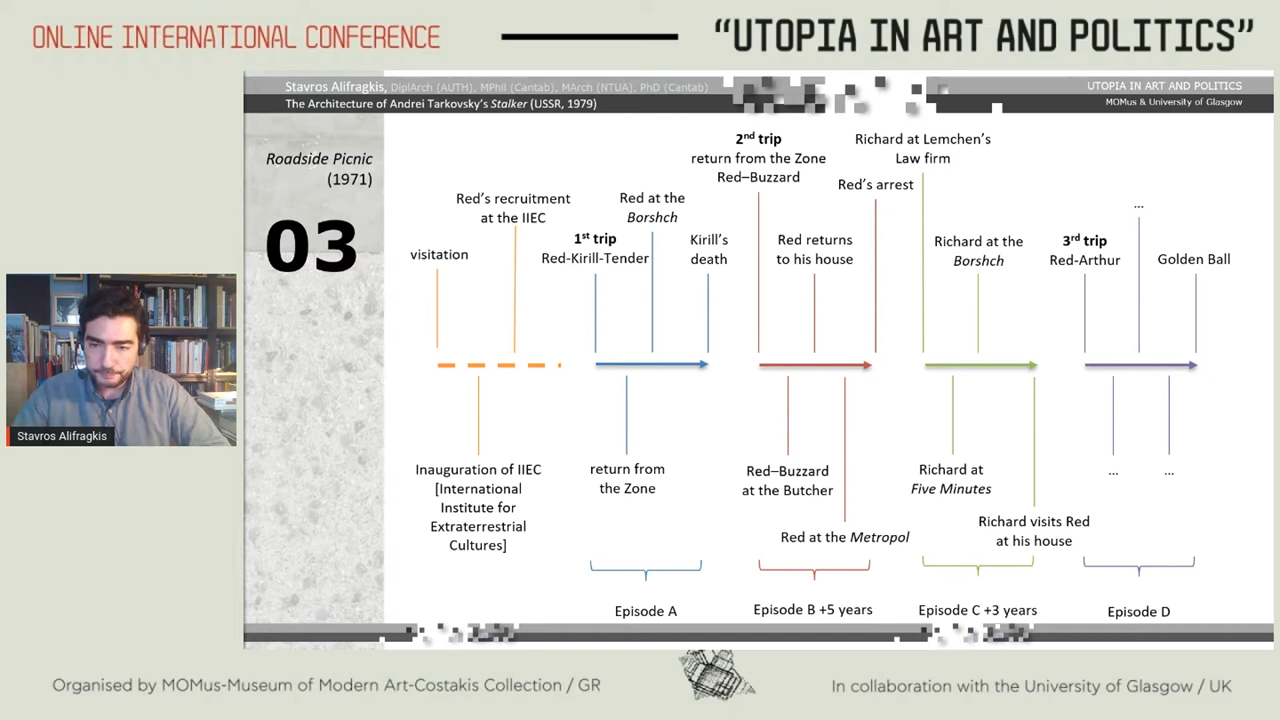 ONLINE INTERNATIONAL CONFERENCE
“UTOPIA IN ART AND POLITICS”
Stavros Alifragkis, DiplArch (AUTH), MPhil (Cantab), MArch (NTUA), PhD (Cantab)
UTOPIA IN ART AND POLITICS
The Architecture of Andrei Tarkovsky’s Stalker (USSR, 1979)
MOMus & University of Glasgow
Roadside Picnic
(1971)
03
visitation
Red’s recruitment
at the IIEC
1st trip
Red-Kirill-Tender
Red at the
Borshch
Kirill’s
death
2nd trip
return from the Zone
Red–Buzzard
Red returns
to his house
Red’s arrest
Richard at Lemchen’s
Law firm
Richard at the
Borshch
3rd trip
Red-Arthur
...
Golden Ball
Inauguration of IIEC
[International
Institute for
Extraterrestrial
Cultures]
return from
the Zone
Red–Buzzard
at the Butcher
Red at the Metropol
Richard at
Five Minutes
Richard visits Red
at his house
...
...
Episode A
Episode B +5 years
Episode C +3 years
Episode D
Stavros Alifragkis
Organised by MOMus-Museum of Modern Art-Costakis Collection / GR
In collaboration with the University of Glasgow / UK